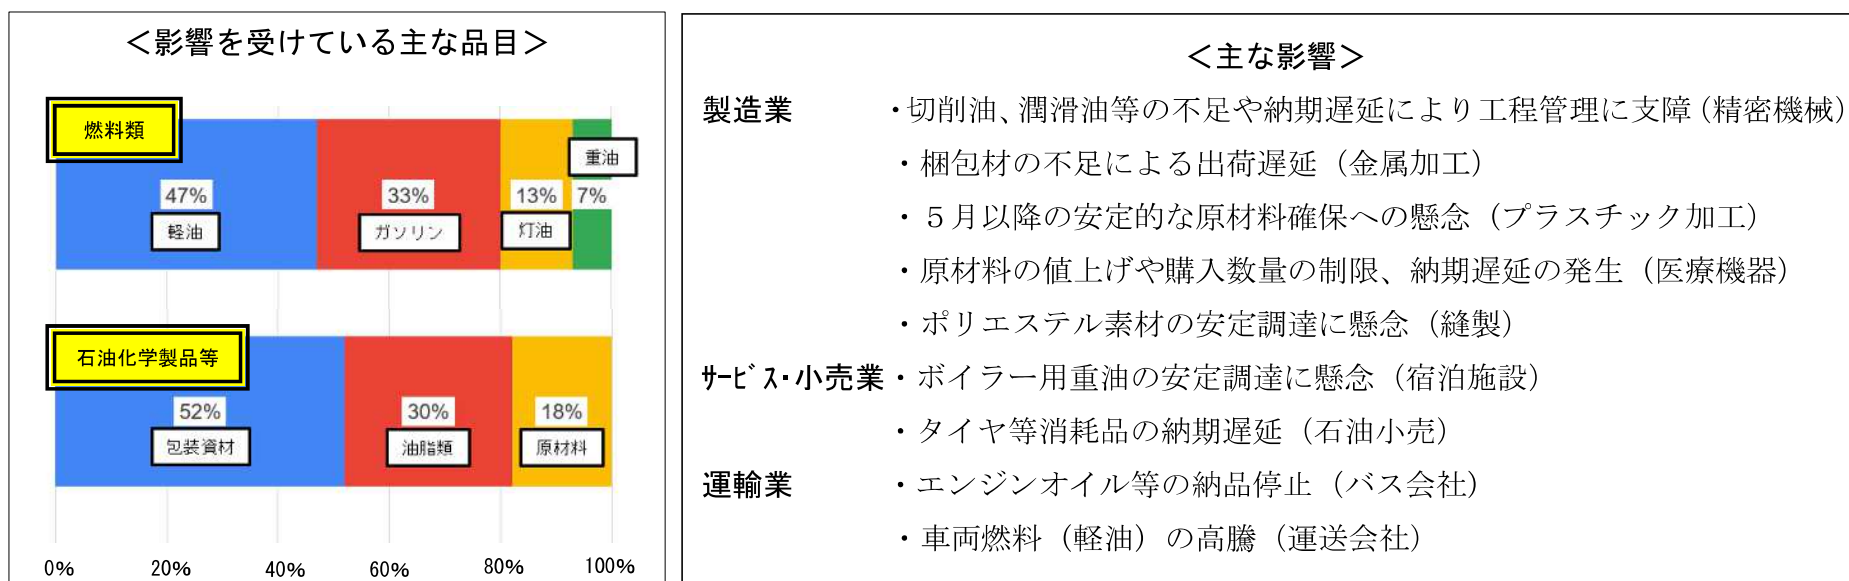 ＜影響を受けている主な品目＞
燃料類
重油
47%
33%
13%
7%
軽油
ガソリン
灯油
石油化学製品等
52%
30%
18%
包装資材
油脂類
原材料
0%
20%
40%
60%
80%
100%
＜主な影響＞
製造業 ・切削油、潤滑油等の不足や納期遅延により工程管理に支障（精密機械）
・梱包材の不足による出荷遅延（金属加工）
・５月以降の安定的な原材料確保への懸念（プラスチック加工）
・原材料の値上げや購入数量の制限、納期遅延の発生（医療機器）
・ポリエステル素材の安定調達に懸念（縫製）
ｻｰﾋﾞｽ・小売業・ボイラー用重油の安定調達に懸念（宿泊施設）
・タイヤ等消耗品の納期遅延（石油小売）
運輸業 ・エンジンオイル等の納品停止（バス会社）
・車両燃料（軽油）の高騰（運送会社）